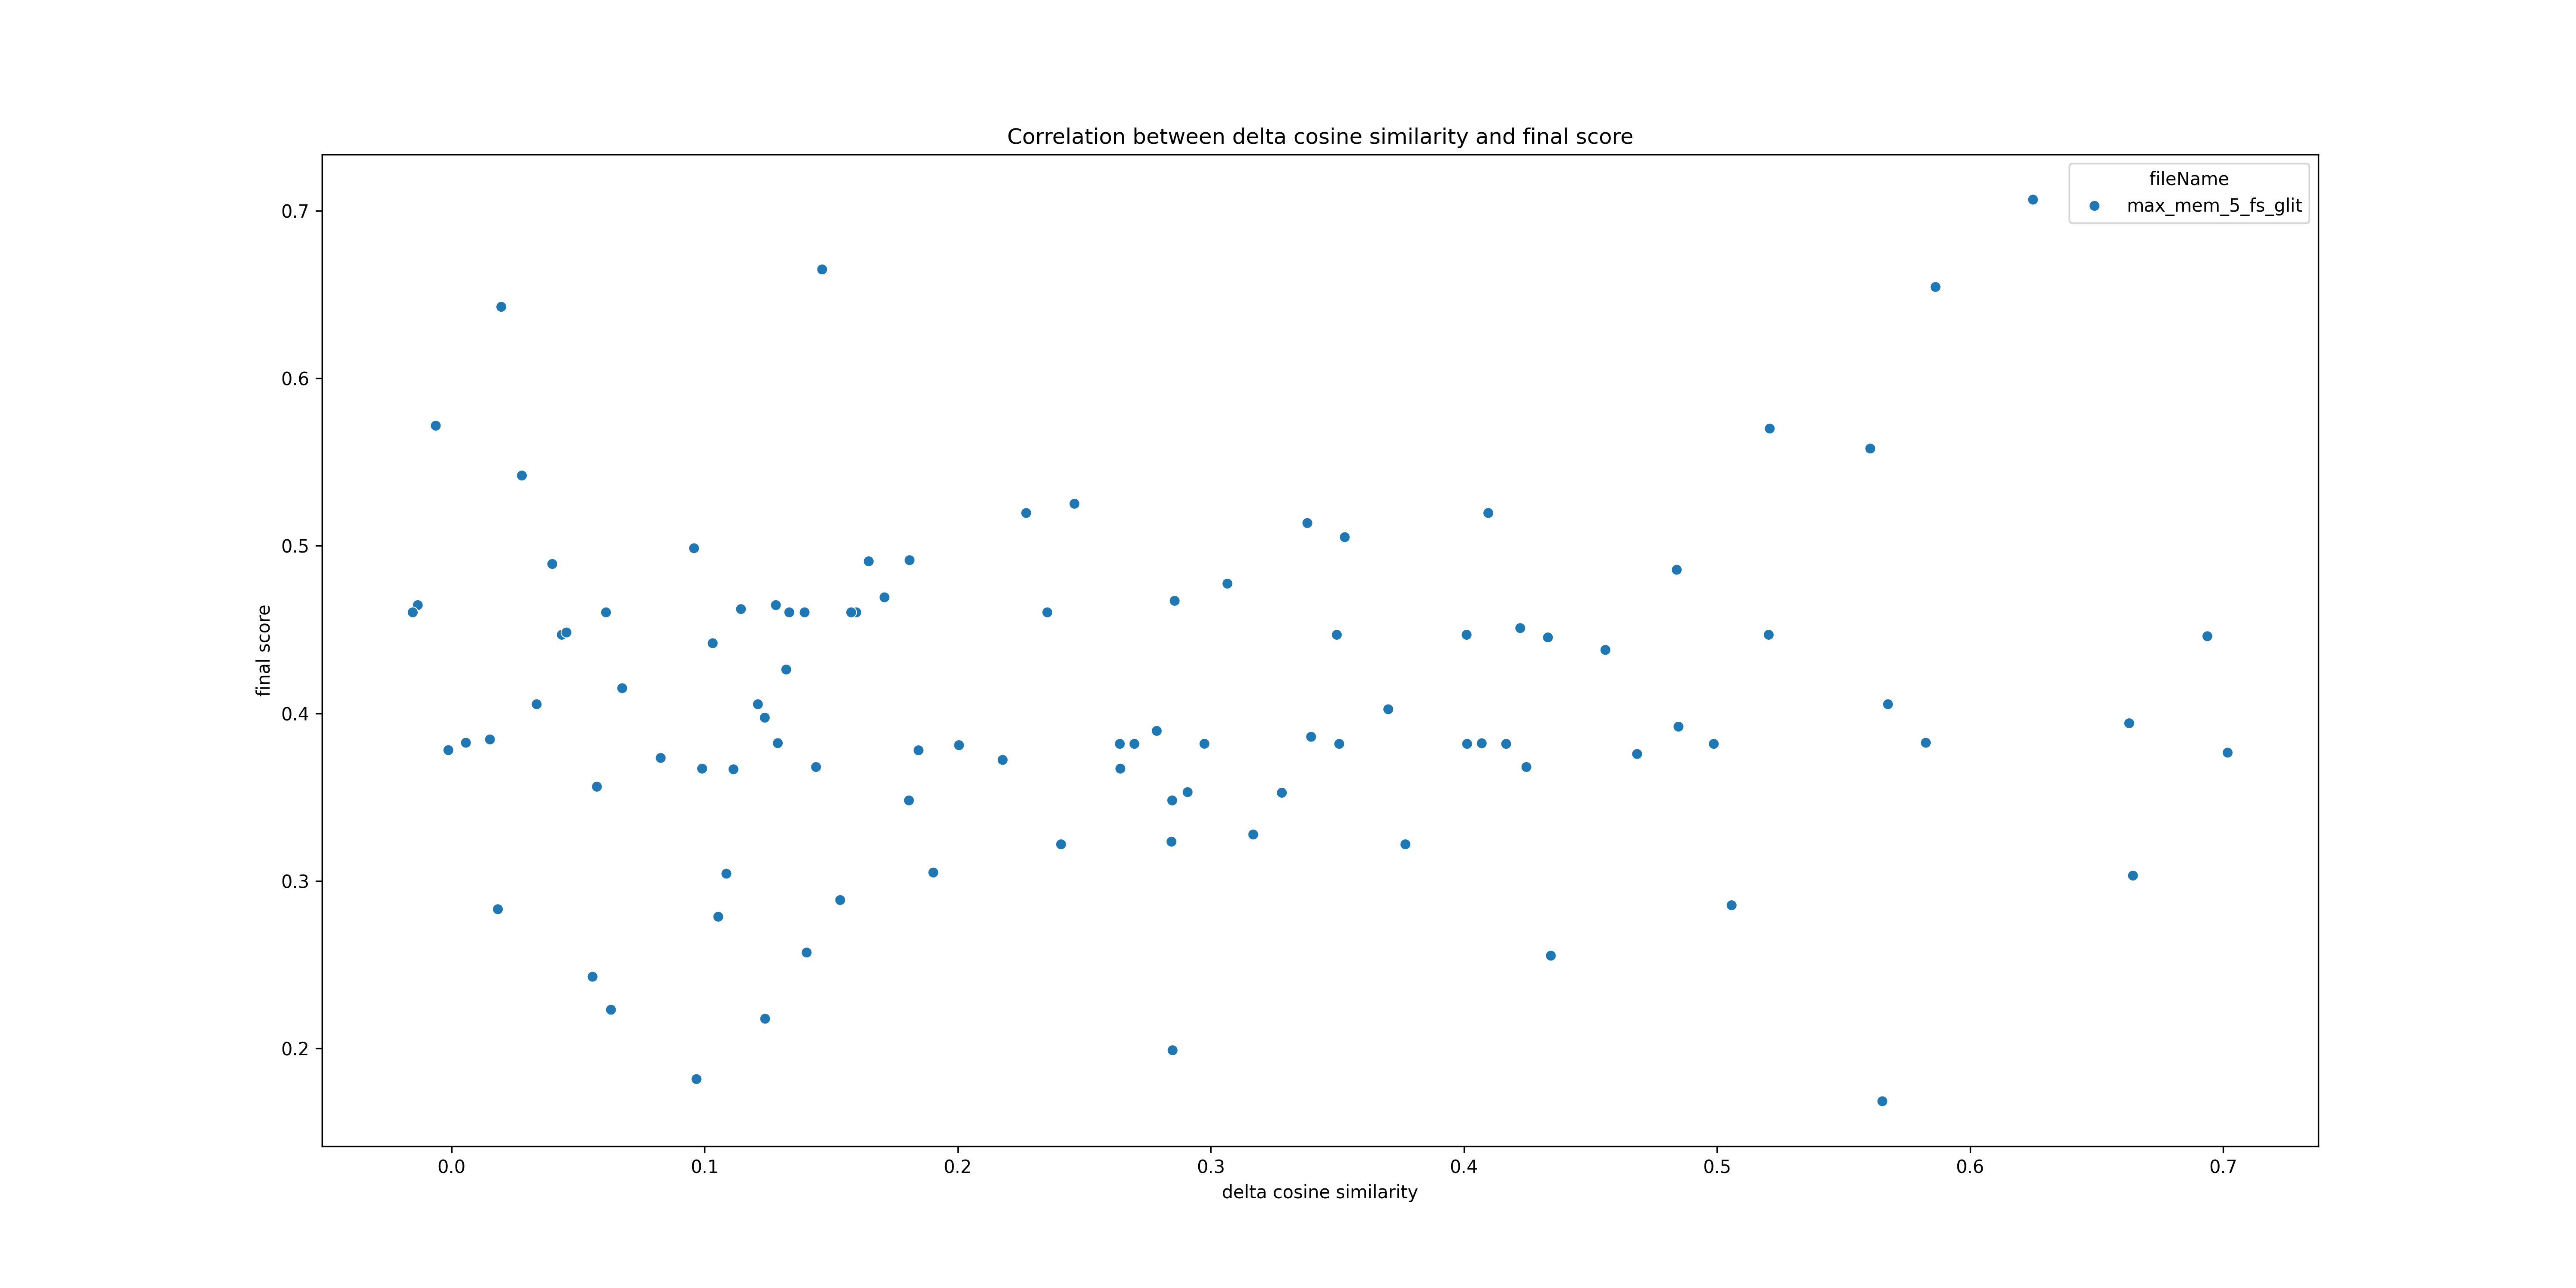 Correlation between delta cosine similarity and final score
fileName
max_mem_5_fs_glit
0.7
0.6
0.5
0.4
0.3
0.2
final score
0.0 0.1 0.2 0.3 0.4 0.5 0.6 0.7
delta cosine similarity